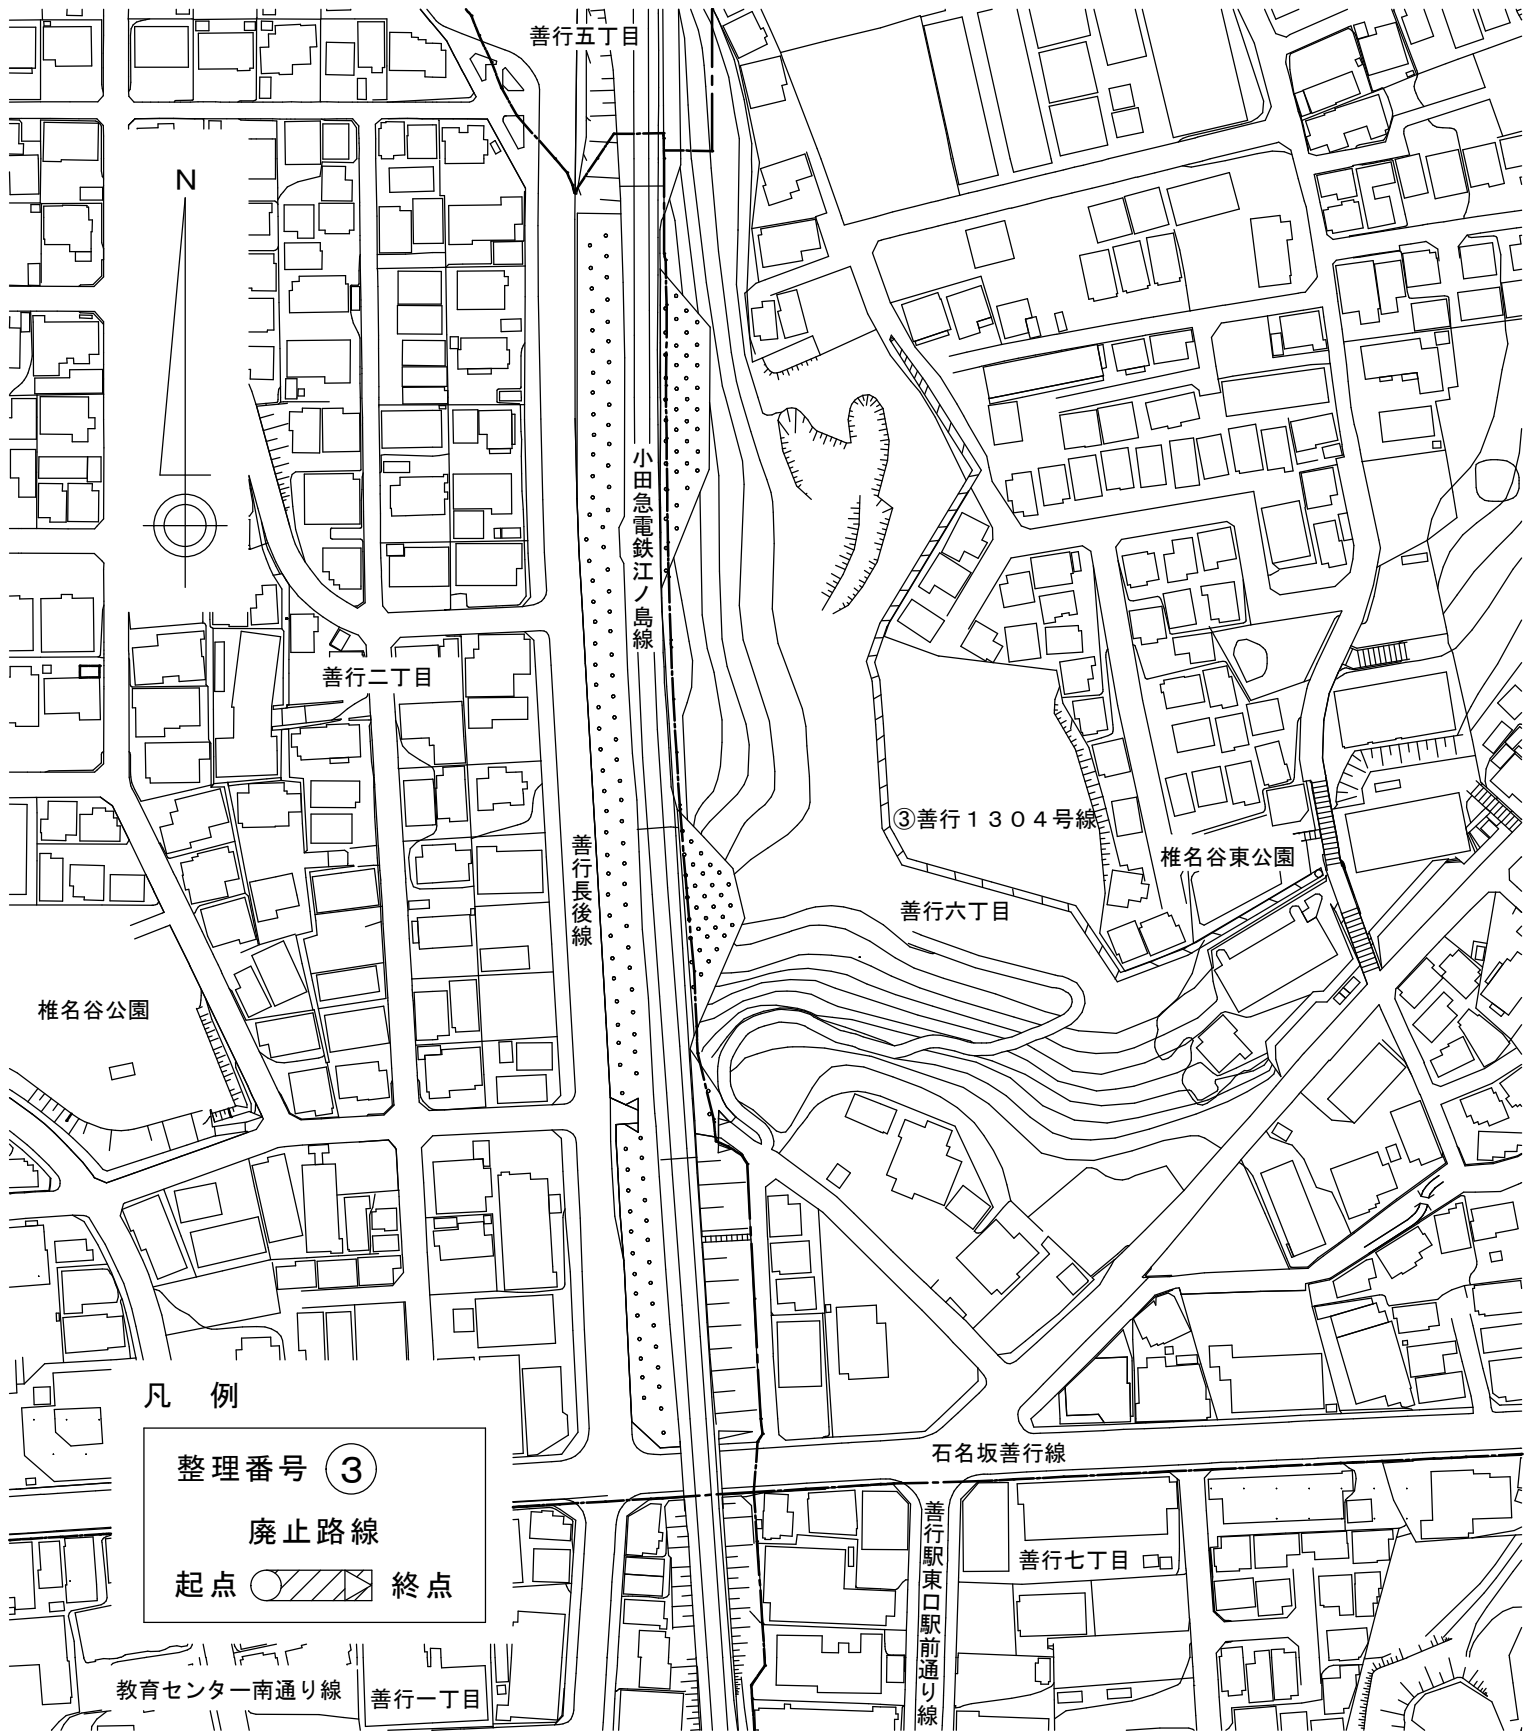 善行五丁目
N
小田急電鉄江ノ島線
善行二丁目
③善行1304号線
善行長後線
椎名谷東公園
善行六丁目
椎名谷公園
凡 例
整理番号 ③
廃止路線
起点 終点
石名坂善行線
善行駅東口駅前通り線
善行七丁目
教育センター南通り線
善行一丁目